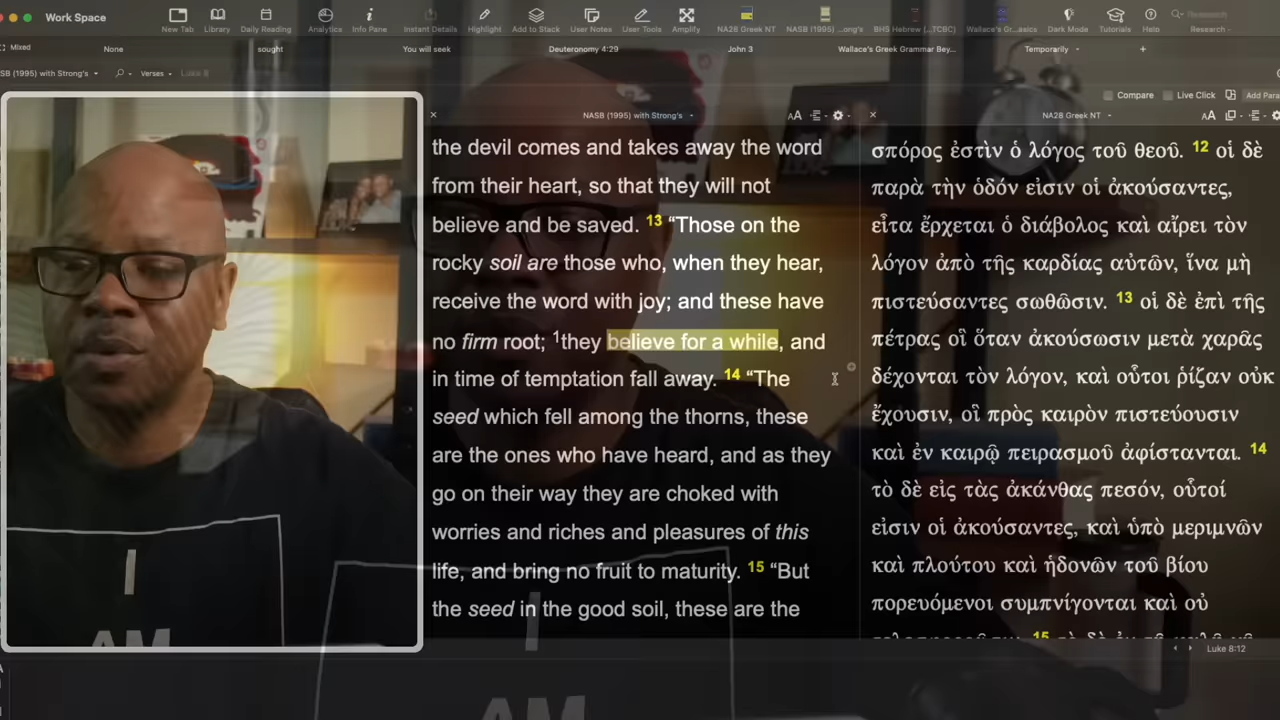 Work Space
New Tab
Library
Daily Reading
Analytics
Info Pane
Instant Details
Highlight
Add to Stack
User Notes
User Tools
Amplify
NA28 Greek NT
NASB (1995) ...ong's
BHS Hebrew (...TCBC)
Wallace's Gr...asics
Dark Mode
Tutorials
Help
Research
Mixed
None
sought
You will seek
Deuteronomy 4:29
John 3
Wallace's Greek Grammar Bey...
Temporarily
SB (1995) with Strong's
Verses
Luke 8
Compare
Live Click
Add Para
NASB (1995) with Strong's
NA28 Greek NT
the devil comes and takes away the word
from their heart, so that they will not
believe and be saved. 13 “Those on the
rocky soil are those who, when they hear,
receive the word with joy; and these have
no firm root; 1they believe for a while, and
in time of temptation fall away. 14 “The
seed which fell among the thorns, these
are the ones who have heard, and as they
go on their way they are choked with
worries and riches and pleasures of this
life, and bring no fruit to maturity. 15 “But
the seed in the good soil, these are the
σπόρος ἐστὶν ὁ λόγος τοῦ θεοῦ. 12 οἱ δὲ
παρὰ τὴν ὁδόν εἰσιν οἱ ἀκούσαντες,
εἶτα ἔρχεται ὁ διάβολος καὶ αἴρει τὸν
λόγον ἀπὸ τῆς καρδίας αὐτῶν, ἵνα μὴ
πιστεύσαντες σωθῶσιν. 13 οἱ δὲ ἐπὶ τῆς
πέτρας οἳ ὅταν ἀκούσωσιν μετὰ χαρᾶς
δέχονται τὸν λόγον, καὶ οὗτοι ῥίζαν οὐκ
ἔχουσιν, οἳ πρὸς καιρὸν πιστεύουσιν
καὶ ἐν καιρῷ πειρασμοῦ ἀφίστανται. 14
τὸ δὲ εἰς τὰς ἀκάνθας πεσόν, οὗτοί
εἰσιν οἱ ἀκούσαντες, καὶ ὑπὸ μεριμνῶν
καὶ πλούτου καὶ ἡδονῶν τοῦ βίου
πορευόμενοι συμπνίγονται καὶ οὐ
Luke 8:12
I
AM
I
AM